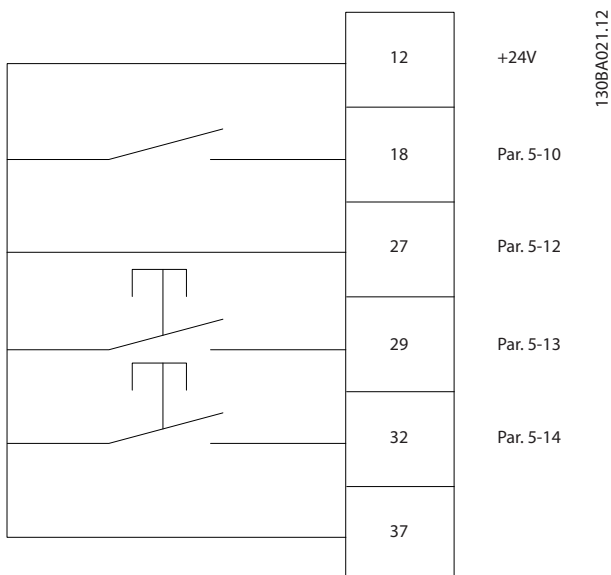 12 +24V
18 Par. 5-10
27 Par. 5-12
29 Par. 5-13
32 Par. 5-14
37
130BA021.12